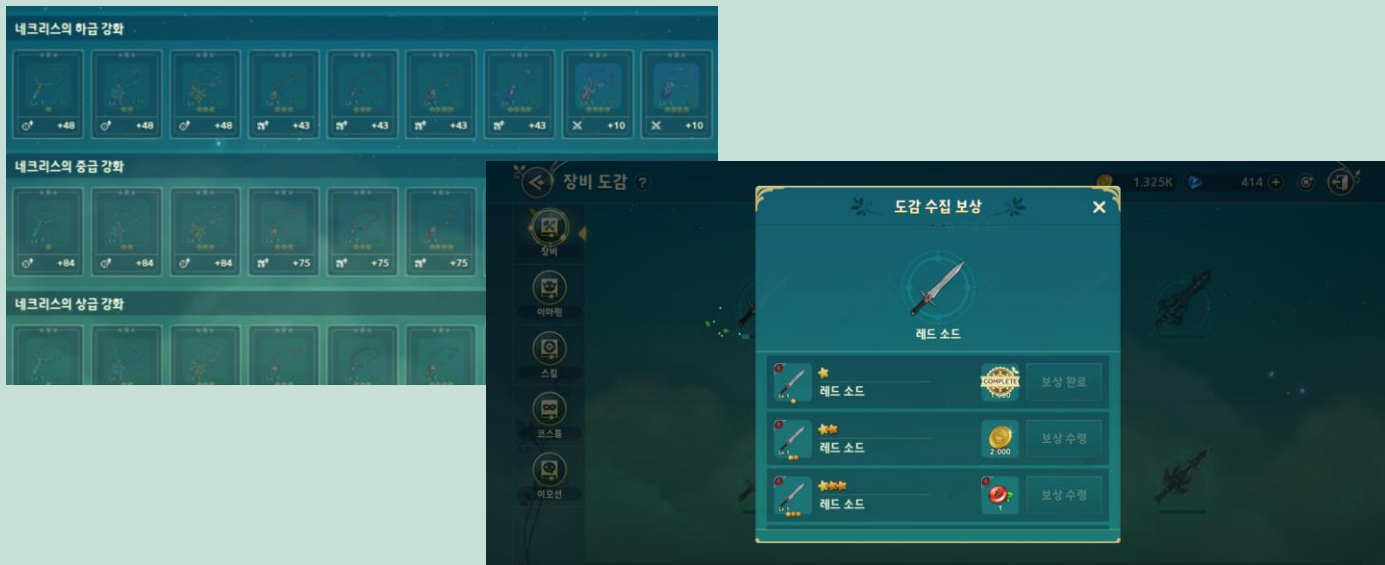 네크리스의 하급 강화
+48 +48 +48 +43 +43 +43 +43 +10 +10
네크리스의 중급 강화
+84 +84 +84 +75 +75 +75
네크리스의 상급 강화
장비 도감 ?
1,325K 414 +
장비
이마젠
스킬
코스튬
이모션
도감 수집 보상
레드 소드
레드 소드
COMPLETE
보상 완료
레드 소드
2,000
보상 수령
레드 소드
1
보상 수령